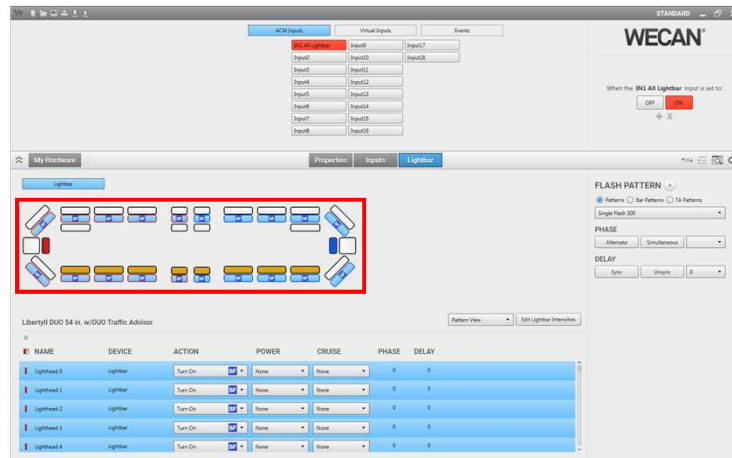 STANDARD
ACM Inputs Virtual Inputs Events
WECAN®
IN1 All Lightbar Input9 Input17
Input2 Input10 Input18
Input3 Input11
Input4 Input12
Input5 Input13
Input6 Input14
Input7 Input15
Input8 Input16
When the IN1 All Lightbar input is set to:
OFF ON
My Hardware Properties Inputs Lightbar
Lightbar
FLASH PATTERN
Patterns Bar Patterns TA Patterns
Single Flash 300
PHASE
Alternate Simultaneous
DELAY
Sync Unsync 0
LibertyII DUO 54 in. w/DUO Traffic Advisor
Pattern View Edit Lightbar Intensities
NAME DEVICE ACTION POWER CRUISE PHASE DELAY
Lighthead 0 Lightbar Turn On SF None None 0 0
Lighthead 1 Lightbar Turn On SF None None 0 0
Lighthead 2 Lightbar Turn On SF None None 0 0
Lighthead 3 Lightbar Turn On SF None None 0 0
Lighthead 4 Lightbar Turn On SF None None 0 0